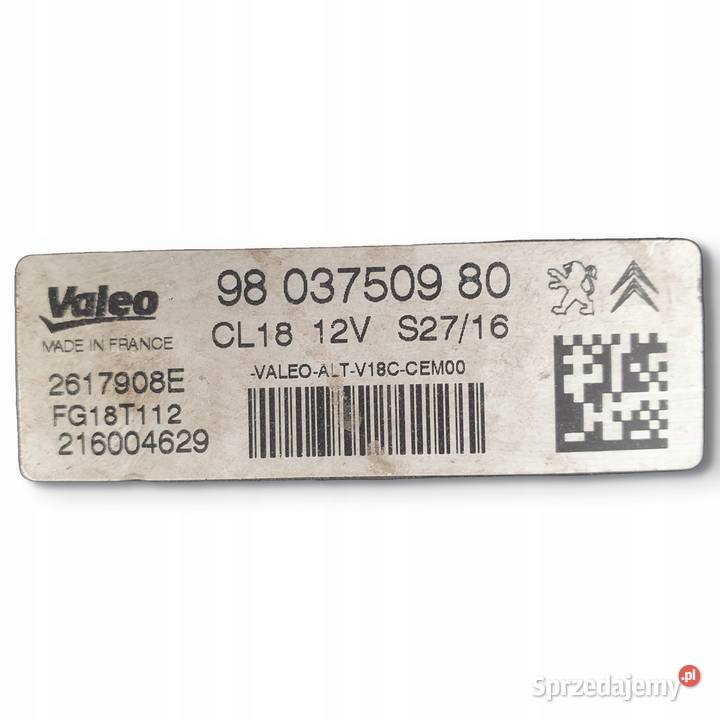 Valeo
MADE IN FRANCE
2617908E
FG18T112
216004629
98 037509 80
CL18 12V S27/16
-VALEO-ALT-V18C-CEM00
Sprzedajemy.pl